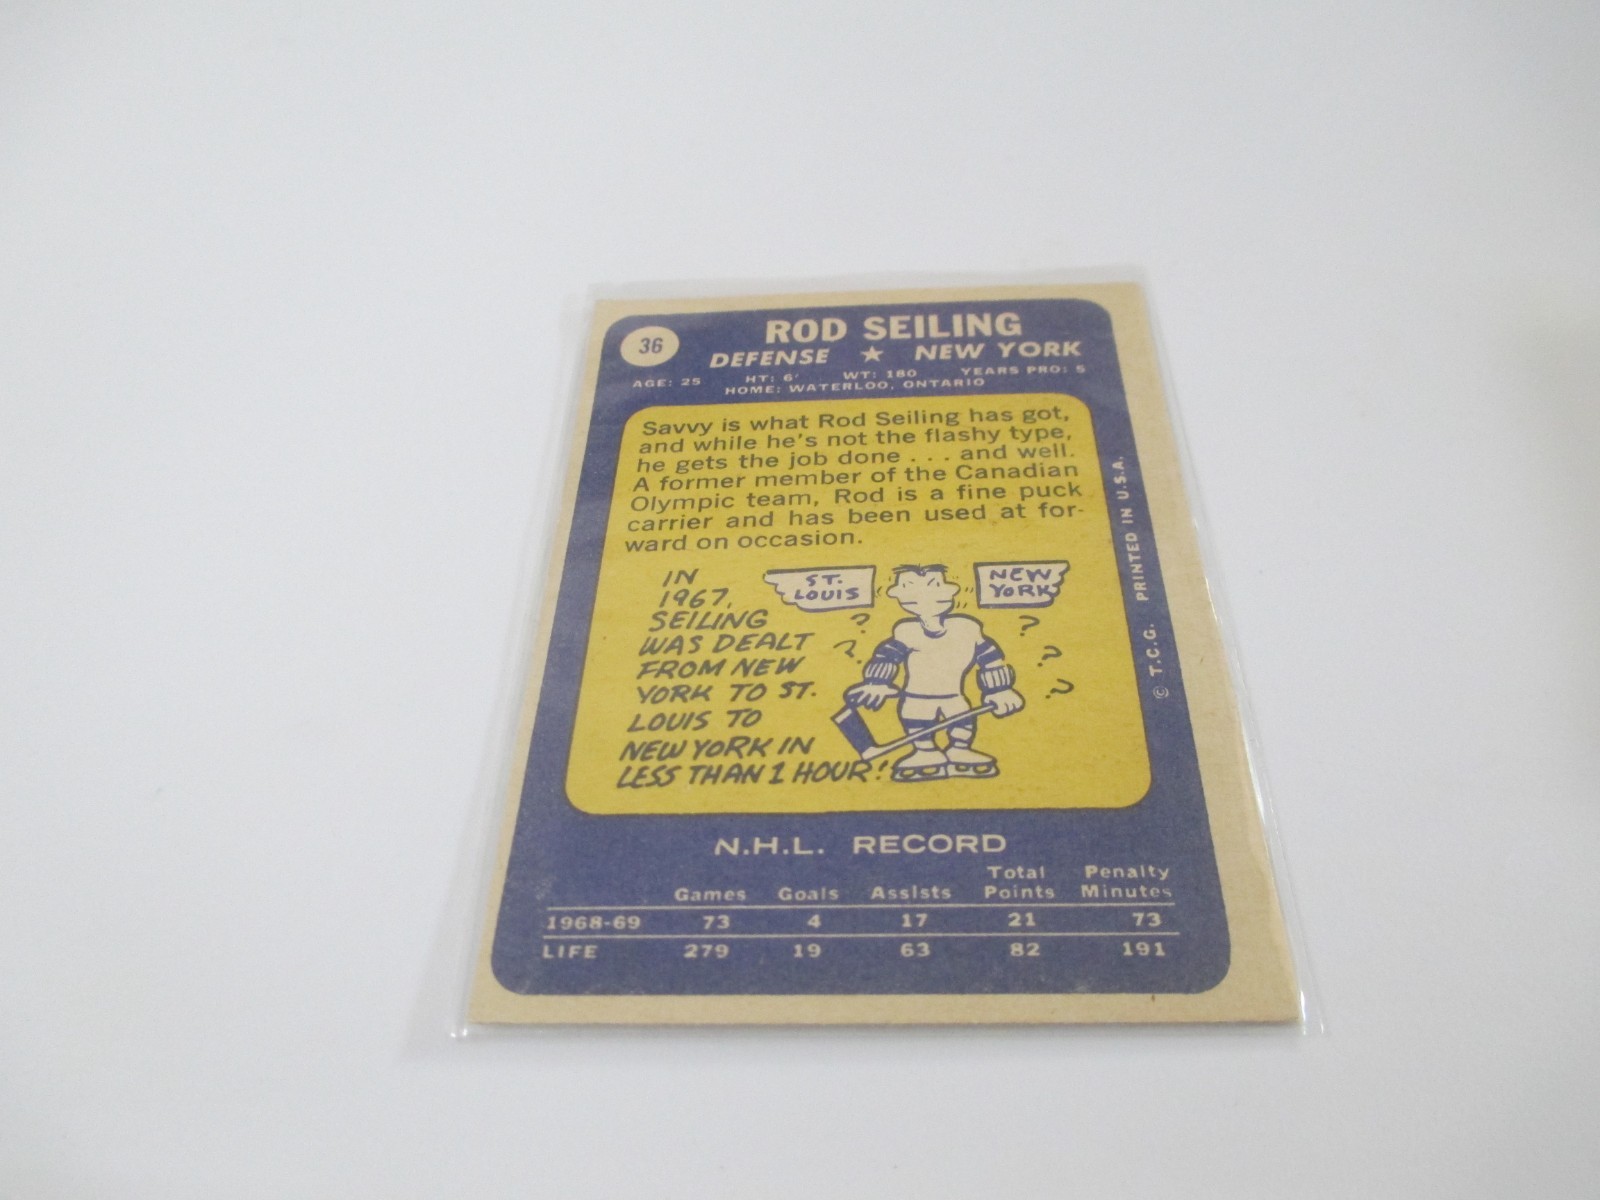 36
ROD SEILING
DEFENSE ★ NEW YORK
AGE: 25 HT: 6' WT: 180 YEARS PRO: 5
HOME: WATERLOO, ONTARIO
Savvy is what Rod Seiling has got,
and while he's not the flashy type,
he gets the job done . . . and well.
A former member of the Canadian
Olympic team, Rod is a fine puck
carrier and has been used at for-
ward on occasion.
IN
1967,
SEILING
WAS DEALT
FROM NEW
YORK TO ST.
LOUIS TO
NEW YORK IN
LESS THAN 1 HOUR!
ST.
LOUIS
NEW
YORK
? ? ? ? ?
© T.C.G. PRINTED IN U.S.A.
N.H.L. RECORD
Games Goals Assists Total Points Penalty Minutes
1968-69 73 4 17 21 73
LIFE 279 19 63 82 191